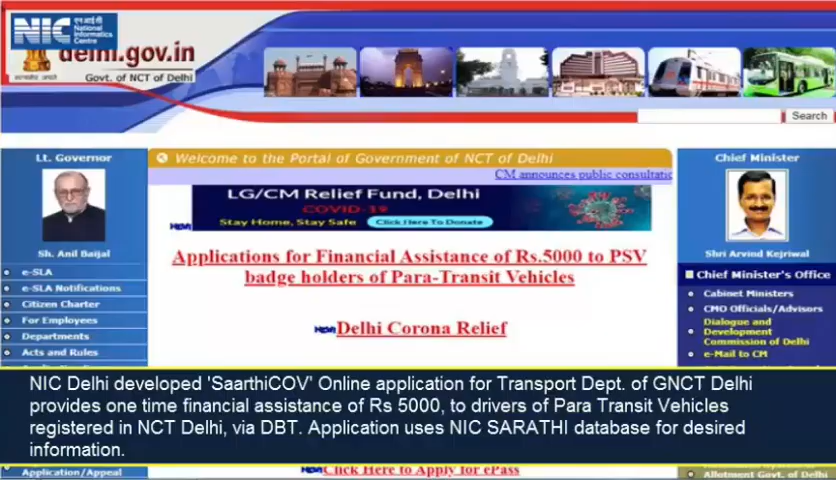 NIC
एन आई सी
National
Informatics
Centre
delhi.gov.in
Govt. of NCT of Delhi
Search
Lt. Governor
Welcome to the Portal of Government of NCT of Delhi
Chief Minister
CM announces public consultatio
LG/CM Relief Fund, Delhi
COVID-19
Stay Home, Stay Safe
Click Here To Donate
Sh. Anil Baijal
Shri Arvind Kejriwal
Applications for Financial Assistance of Rs.5000 to PSV
badge holders of Para-Transit Vehicles
Delhi Corona Relief
e-SLA
e-SLA Notifications
Citizen Charter
For Employees
Departments
Acts and Rules
Chief Minister's Office
Cabinet Ministers
CMO Officials/Advisors
Dialogue and
Development
Commission of Delhi
e-Mail to CM
NIC Delhi developed 'SaarthiCOV' Online application for Transport Dept. of GNCT Delhi
provides one time financial assistance of Rs 5000, to drivers of Para Transit Vehicles
registered in NCT Delhi, via DBT. Application uses NIC SARATHI database for desired
information.
Application/Appeal
Click Here to Apply for ePass
Allotment Govt. of Delhi